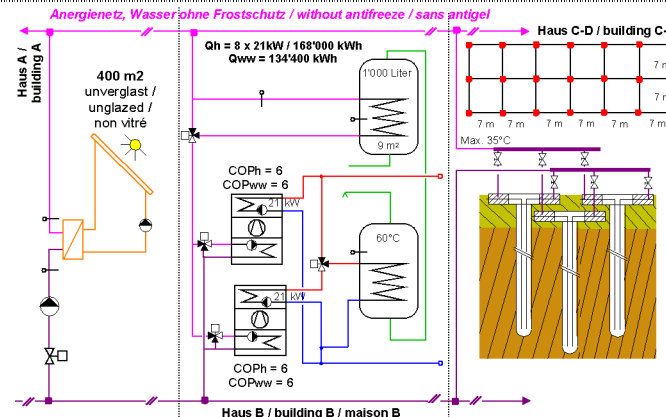 Anergienetz, Wasser ohne Frostschutz / without antifreeze / sans antigel
Haus A /
building A
400 m2
unverglast /
unglazed /
non vitré
Qh = 8 x 21kW / 168'000 kWh
Qww = 134'400 kWh
1'000 Liter
9 m²
COPh = 6
COPww = 6
21 kW
60°C
21 kW
COPh = 6
COPww = 6
Haus B / building B / maison B
Haus C-D / building C-
7 m
7 m
7 m 7 m 7 m 7 m 7 m
Max. 35°C